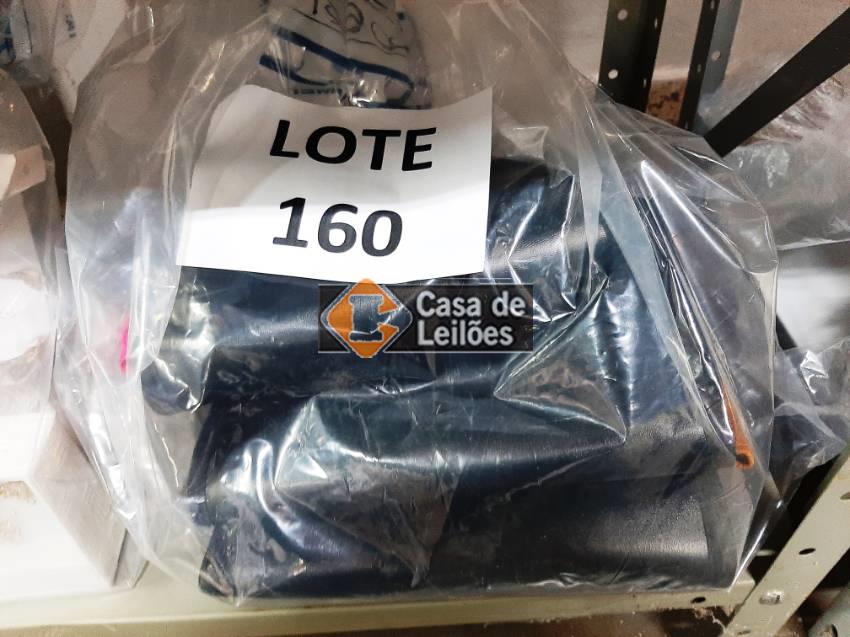 LOTE
160
Casa de
Leilões